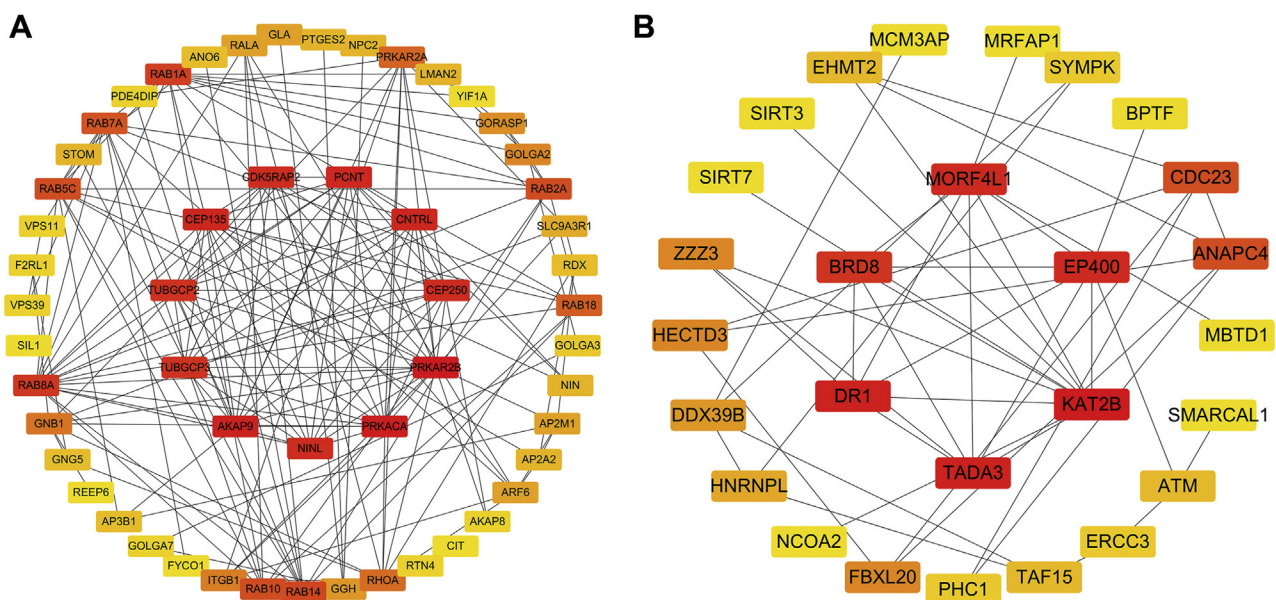 A
GLA
PTGES2
RALA
NPC2
ANO6
PRKAR2A
RAB1A
LMAN2
PDE4DIP
YIF1A
RAB7A
GORASP1
STOM
GOLGA2
CDK5RAP2
PCNT
RAB5C
RAB2A
CEP135
CNTRL
VPS11
SLC9A3R1
F2RL1
RDX
TUBGCP2
CEP250
VPS39
RAB18
SIL1
GOLGA3
TUBGCP3
PRKAR2B
RAB8A
NIN
GNB1
AKAP9
PRKACA
AP2M1
NINL
GNG5
AP2A2
REEP6
ARF6
AP3B1
AKAP8
GOLGA7
CIT
FYCO1
RTN4
ITGB1
RHOA
RAB10
RAB14
GGH
B
MCM3AP
MRFAP1
EHMT2
SYMPK
SIRT3
BPTF
SIRT7
MORF4L1
CDC23
ZZZ3
BRD8
EP400
ANAPC4
HECTD3
MBTD1
DR1
KAT2B
DDX39B
SMARCAL1
TADA3
HNRNPL
ATM
NCOA2
ERCC3
FBXL20
TAF15
PHC1